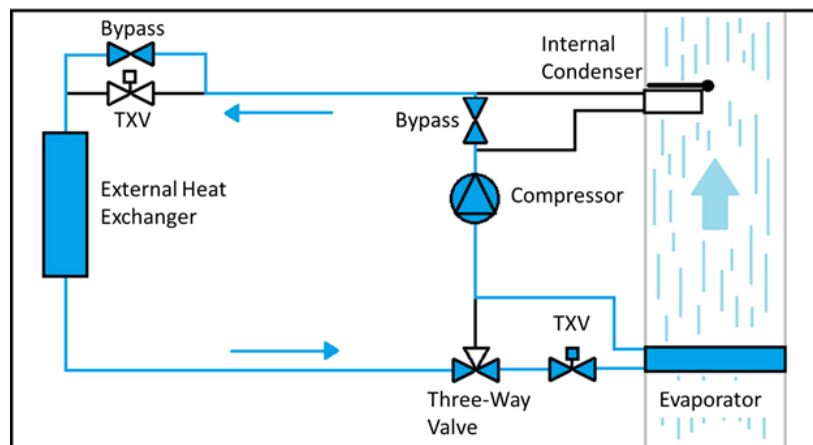 Bypass
TXV
Internal
Condenser
Bypass
External Heat
Exchanger
Compressor
TXV
Three-Way
Valve
Evaporator